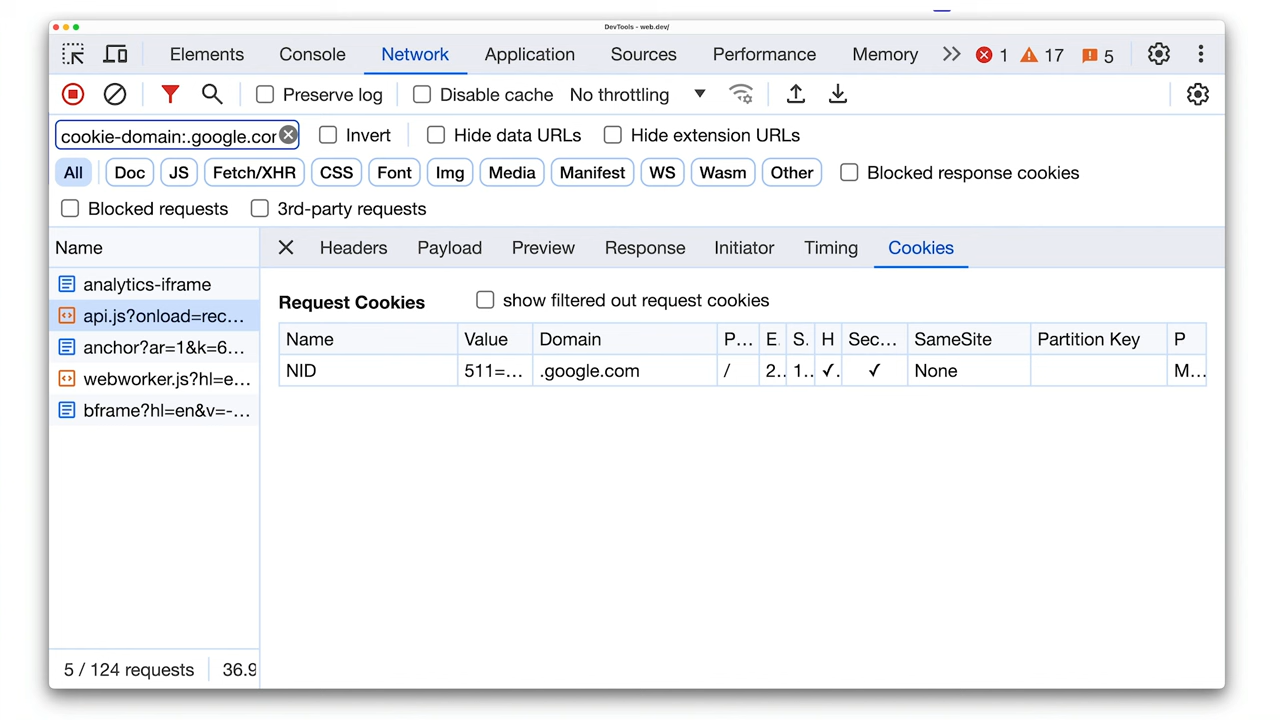 DevTools - web.dev/
Elements Console Network Application Sources Performance Memory 1 17 5
Preserve log Disable cache No throttling
cookie-domain:.google.cor Invert Hide data URLs Hide extension URLs
All Doc JS Fetch/XHR CSS Font Img Media Manifest WS Wasm Other Blocked response cookies
Blocked requests 3rd-party requests
Name Headers Payload Preview Response Initiator Timing Cookies
analytics-iframe
api.js?onload=rec…
anchor?ar=1&k=6…
webworker.js?hl=e…
bframe?hl=en&v=-…
Request Cookies show filtered out request cookies
Name Value Domain P… E. S. H Sec… SameSite Partition Key P
NID 511=… .google.com / 2.. 1.. ✓. ✓ None M…
5 / 124 requests 36.9